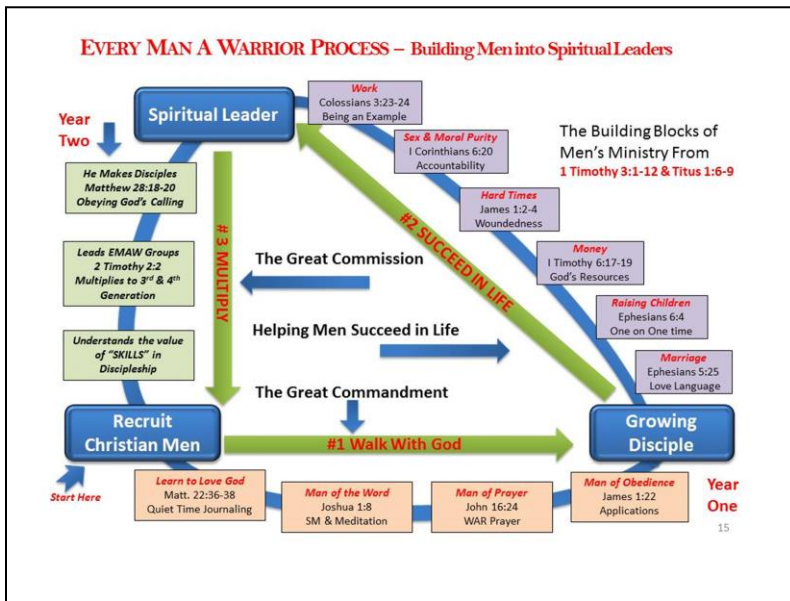 EVERY MAN A WARRIOR PROCESS – Building Men into Spiritual Leaders
Year
Two
Spiritual Leader
Work
Colossians 3:23-24
Being an Example
Sex & Moral Purity
I Corinthians 6:20
Accountability
Hard Times
James 1:2-4
Woundedness
Money
I Timothy 6:17-19
God's Resources
Raising Children
Ephesians 6:4
One on One time
Marriage
Ephesians 5:25
Love Language
The Building Blocks of
Men's Ministry From
1 Timothy 3:1-12 & Titus 1:6-9
He Makes Disciples
Matthew 28:18-20
Obeying God's Calling
Leads EMAW Groups
2 Timothy 2:2
Multiplies to 3rd & 4th
Generation
Understands the value
of "SKILLS" in
Discipleship
#3 MULTIPLY
#2 SUCCEED IN LIFE
The Great Commission
Helping Men Succeed in Life
The Great Commandment
Recruit
Christian Men
#1 Walk With God
Growing
Disciple
Start Here
Learn to Love God
Matt. 22:36-38
Quiet Time Journaling
Man of the Word
Joshua 1:8
SM & Meditation
Man of Prayer
John 16:24
WAR Prayer
Man of Obedience
James 1:22
Applications
Year
One
15